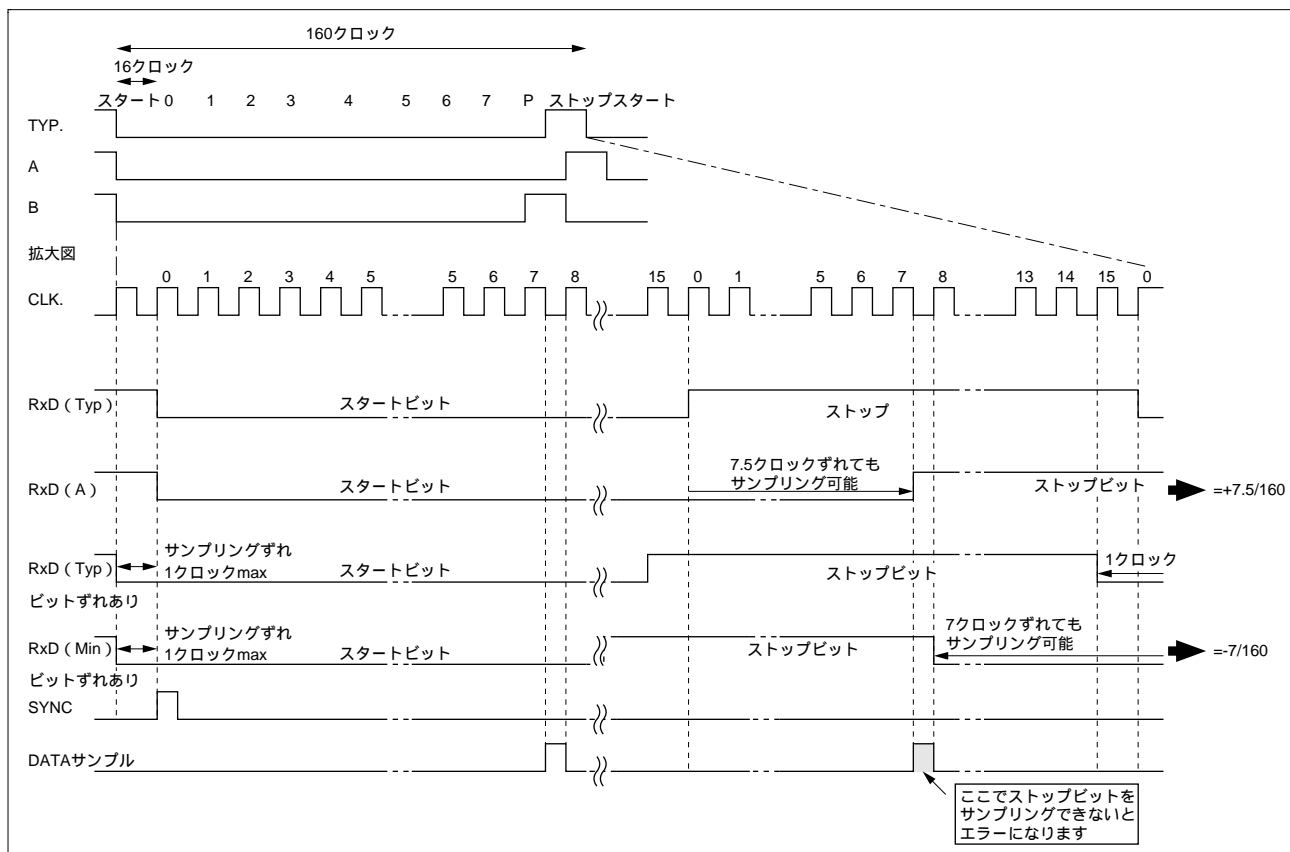 160クロック
16クロック
スタート 0 1 2 3 4 5 6 7 P ストップスタート
TYP.
A
B
拡大図
0 1 2 3 4 5 5 6 7 8 15 0 1 5 6 7 8 13 14 15 0
CLK.
RxD(Typ)
スタートビット
ストップ
7.5クロックずれても
サンプリング可能
RxD(A)
スタートビット
ストップビット
=+7.5/160
サンプリングずれ
1クロックmax
RxD(Typ)
ビットずれあり
スタートビット
ストップビット
1クロック
サンプリングずれ
1クロックmax
RxD(Min)
ビットずれあり
スタートビット
ストップビット
7クロックずれても
サンプリング可能
=-7/160
SYNC
DATAサンプル
ここでストップビットを
サンプリングできないと
エラーになります